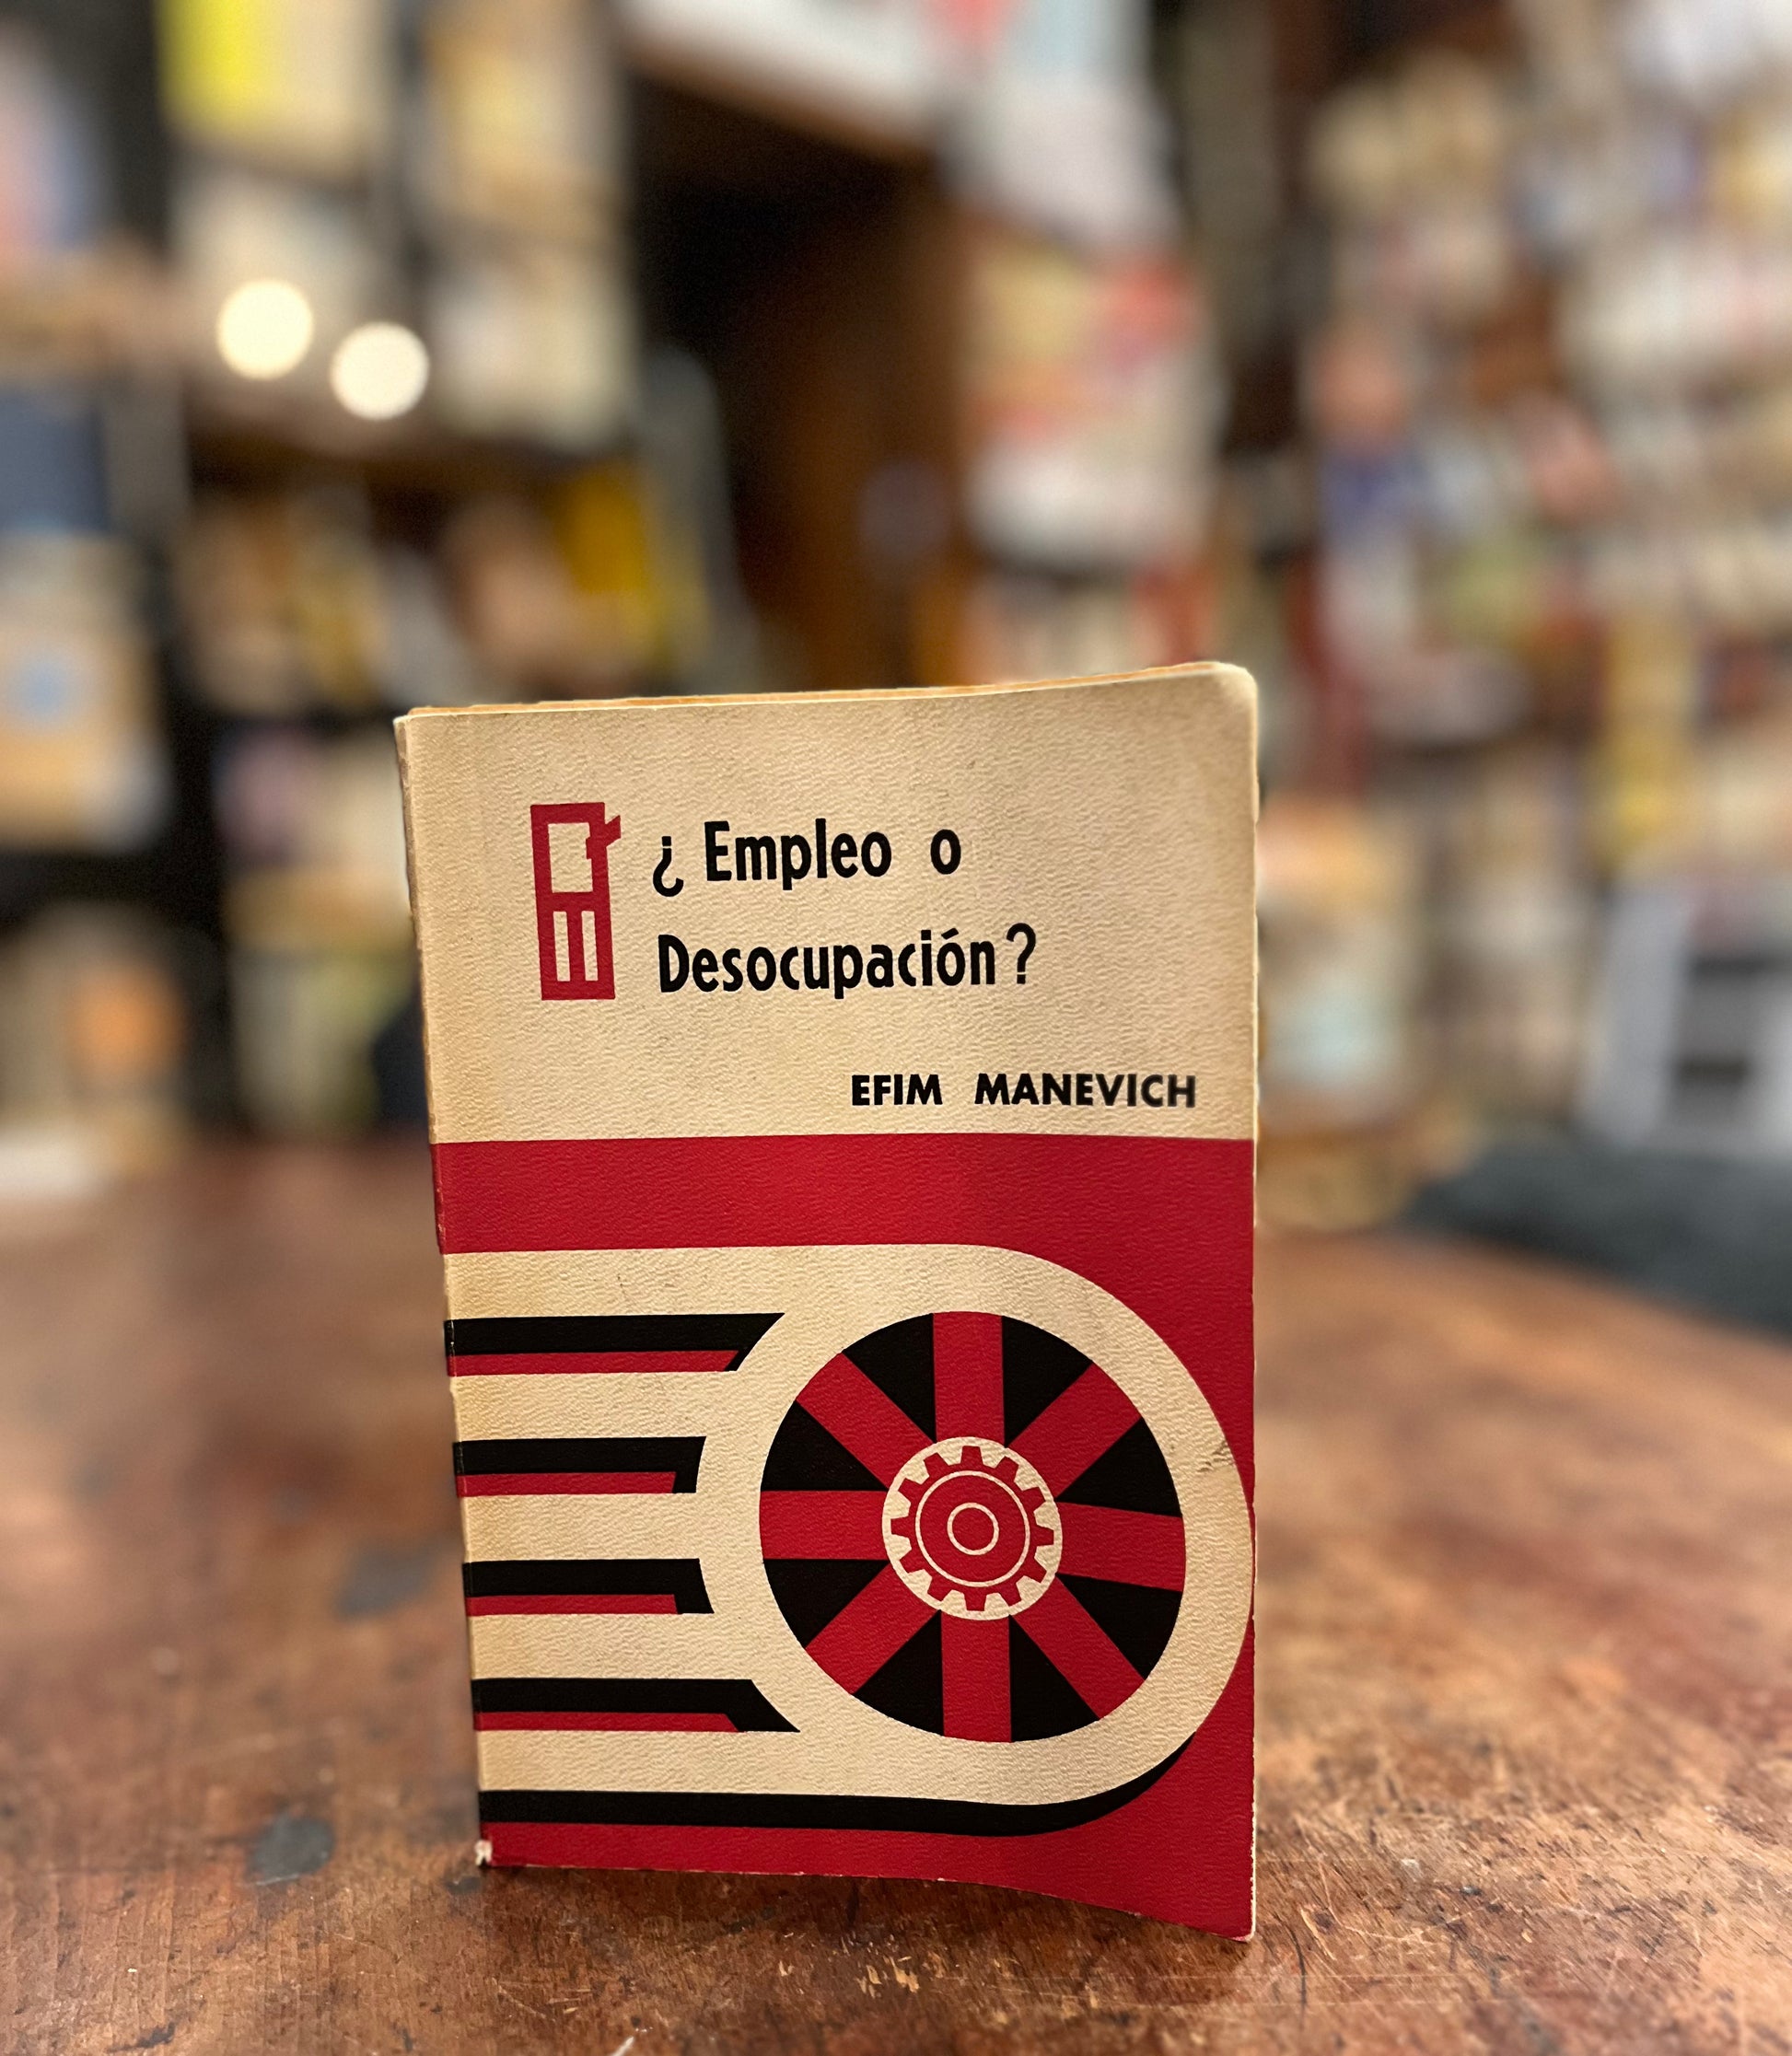 ¿Empleo o
Desocupación?
EFIM MANEVICH